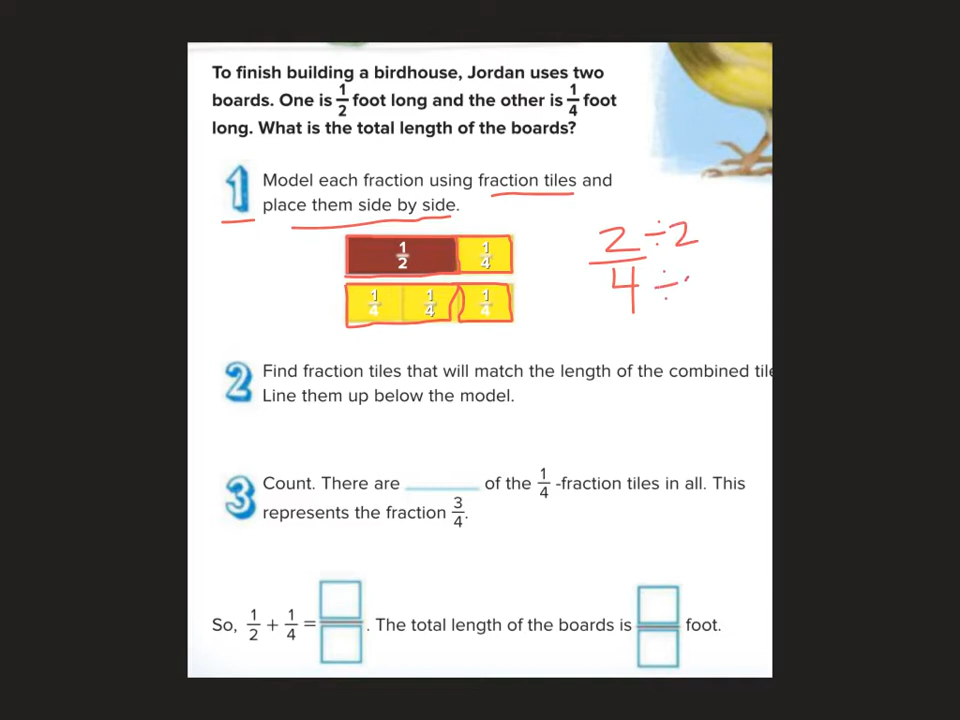 To finish building a birdhouse, Jordan uses two
boards. One is 1/2 foot long and the other is 1/4 foot
long. What is the total length of the boards?
1 Model each fraction using fraction tiles and
place them side by side.
1/2 1/4
1/4 1/4 1/4
2 ÷ 2
4 ÷
2 Find fraction tiles that will match the length of the combined tile
Line them up below the model.
3 Count. There are ______ of the 1/4 -fraction tiles in all. This
represents the fraction 3/4.
So, 1/2 + 1/4 = . The total length of the boards is foot.